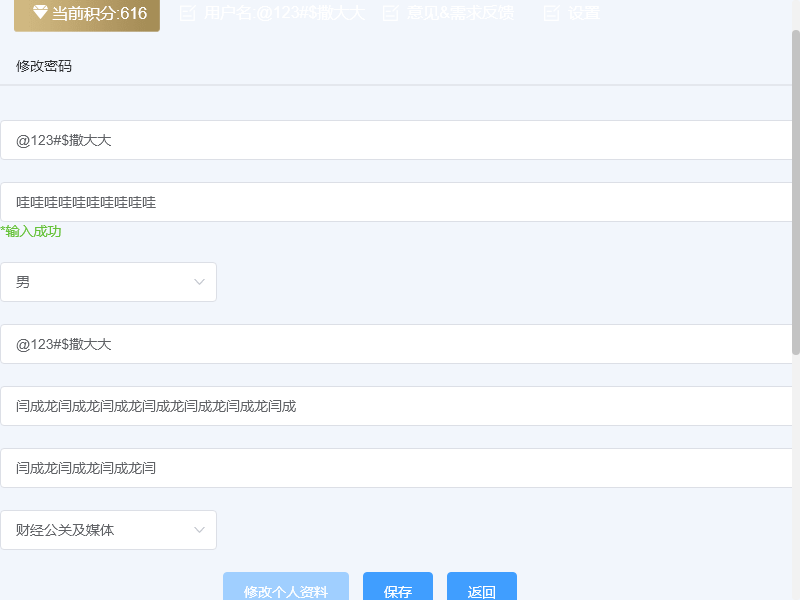 当前积分:616 用户名:@123#$撒大大 意见&需求反馈 设置
修改密码
@123#$撒大大
哇哇哇哇哇哇哇哇哇哇
*输入成功
男
@123#$撒大大
闫成龙闫成龙闫成龙闫成龙闫成龙闫成龙闫成
闫成龙闫成龙闫成龙闫
财经公关及媒体
修改个人资料 保存 返回